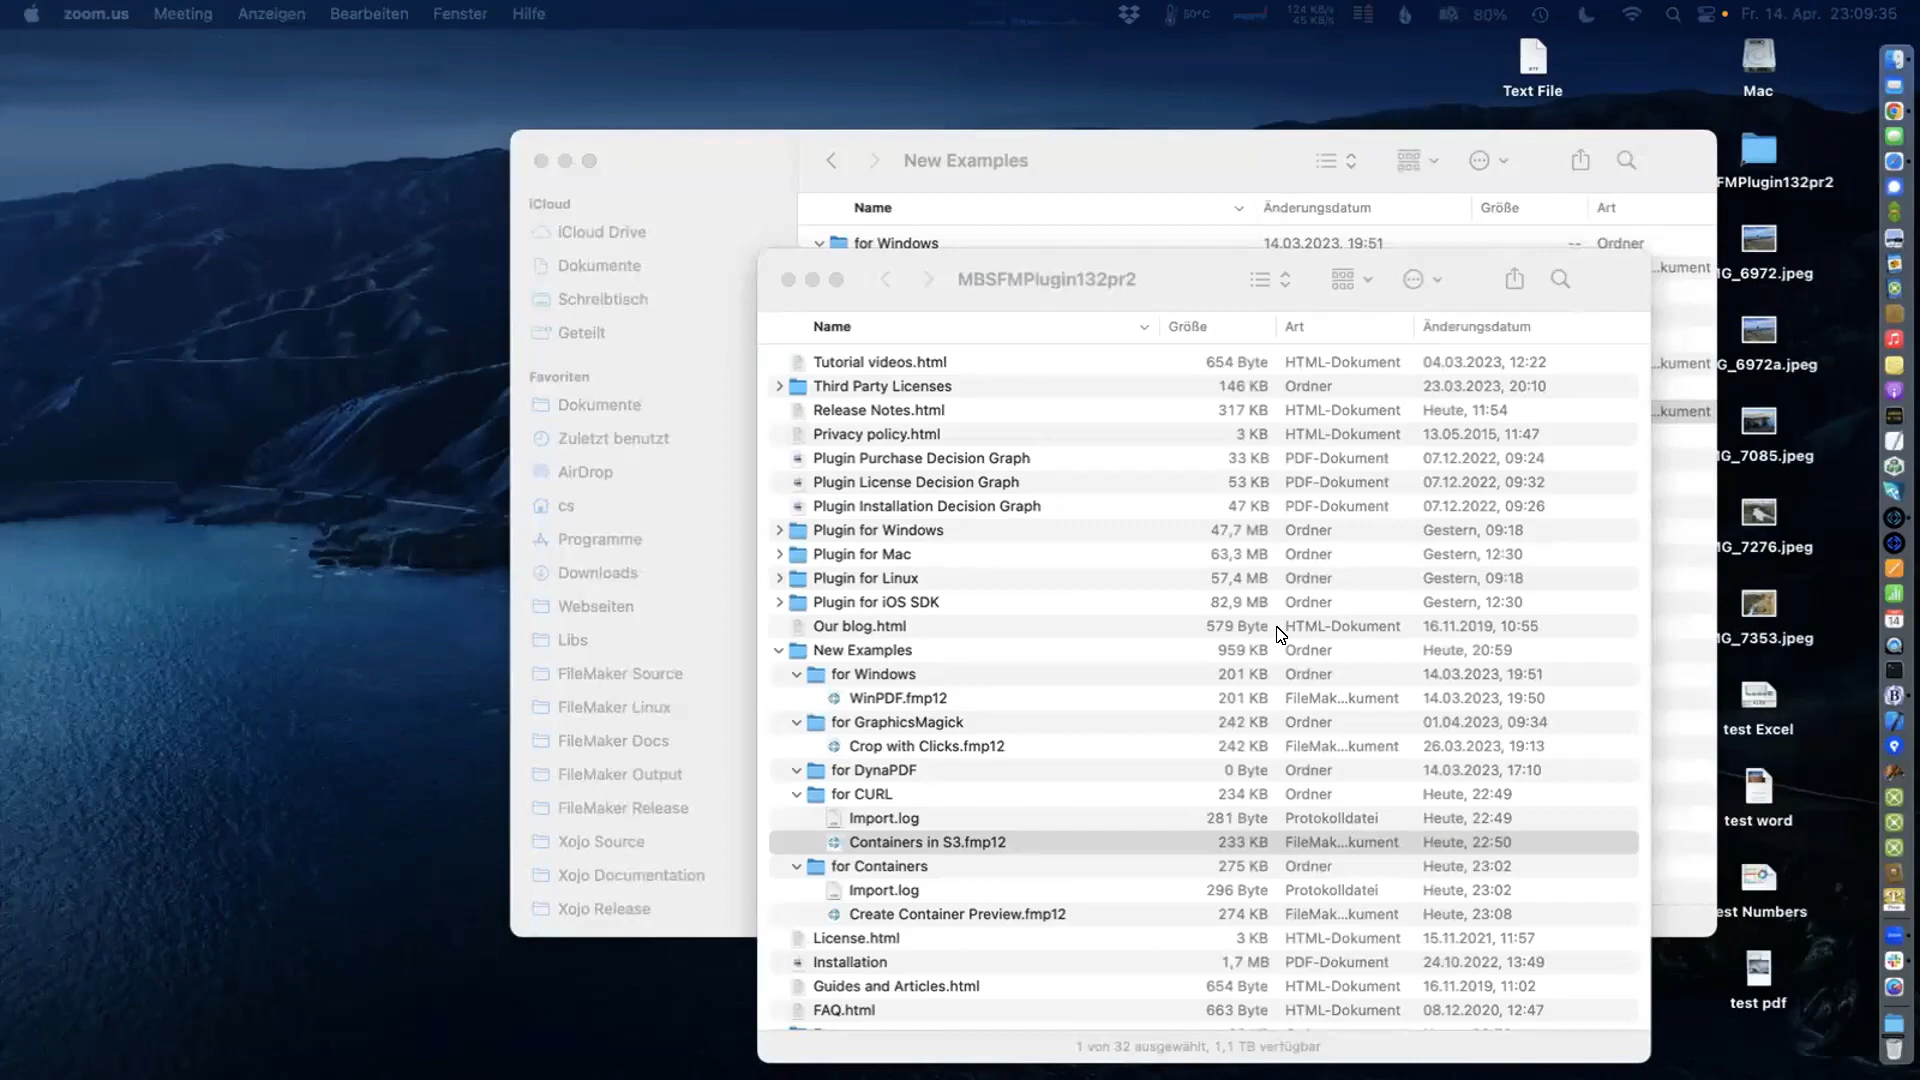 zoom.us Meeting Anzeigen Bearbeiten Fenster Hilfe 50°C 124 KB/s 45 KB/s 80% Fr. 14. Apr. 23:09:35
Text File
Mac
FMPlugin132pr2
IG_6972.jpeg
G_6972a.jpeg
IG_7085.jpeg
IG_7276.jpeg
IG_7353.jpeg
test Excel
test word
est Numbers
test pdf
New Examples
Name Änderungsdatum Größe Art
for Windows 14.03.2023, 19:51 -- Ordner
...kument
...kument
...kument
iCloud
iCloud Drive
Dokumente
Schreibtisch
Geteilt
Favoriten
Dokumente
Zuletzt benutzt
AirDrop
cs
Programme
Downloads
Webseiten
Libs
FileMaker Source
FileMaker Linux
FileMaker Docs
FileMaker Output
FileMaker Release
Xojo Source
Xojo Documentation
Xojo Release
MBSFMPlugin132pr2
Name Größe Art Änderungsdatum
Tutorial videos.html 654 Byte HTML-Dokument 04.03.2023, 12:22
Third Party Licenses 146 KB Ordner 23.03.2023, 20:10
Release Notes.html 317 KB HTML-Dokument Heute, 11:54
Privacy policy.html 3 KB HTML-Dokument 13.05.2015, 11:47
Plugin Purchase Decision Graph 33 KB PDF-Dokument 07.12.2022, 09:24
Plugin License Decision Graph 53 KB PDF-Dokument 07.12.2022, 09:32
Plugin Installation Decision Graph 47 KB PDF-Dokument 07.12.2022, 09:26
Plugin for Windows 47,7 MB Ordner Gestern, 09:18
Plugin for Mac 63,3 MB Ordner Gestern, 12:30
Plugin for Linux 57,4 MB Ordner Gestern, 09:18
Plugin for iOS SDK 82,9 MB Ordner Gestern, 12:30
Our blog.html 579 Byte HTML-Dokument 16.11.2019, 10:55
New Examples 959 KB Ordner Heute, 20:59
for Windows 201 KB Ordner 14.03.2023, 19:51
WinPDF.fmp12 201 KB FileMak...kument 14.03.2023, 19:50
for GraphicsMagick 242 KB Ordner 01.04.2023, 09:34
Crop with Clicks.fmp12 242 KB FileMak...kument 26.03.2023, 19:13
for DynaPDF 0 Byte Ordner 14.03.2023, 17:10
for CURL 234 KB Ordner Heute, 22:49
Import.log 281 Byte Protokolldatei Heute, 22:49
Containers in S3.fmp12 233 KB FileMak...kument Heute, 22:50
for Containers 275 KB Ordner Heute, 23:02
Import.log 296 Byte Protokolldatei Heute, 23:02
Create Container Preview.fmp12 274 KB FileMak...kument Heute, 23:08
License.html 3 KB HTML-Dokument 15.11.2021, 11:57
Installation 1,7 MB PDF-Dokument 24.10.2022, 13:49
Guides and Articles.html 654 Byte HTML-Dokument 16.11.2019, 11:02
FAQ.html 663 Byte HTML-Dokument 08.12.2020, 12:47
1 von 32 ausgewählt, 1,1 TB verfügbar